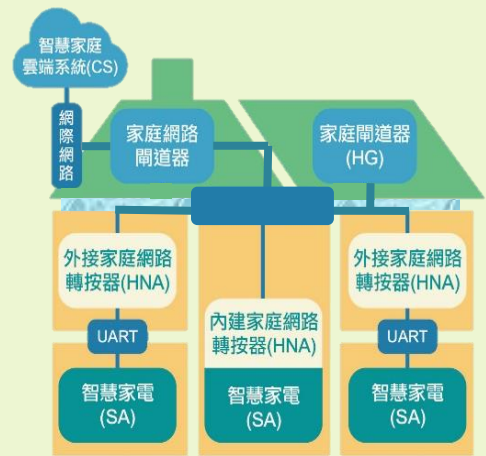 智慧家庭
雲端系統(CS)
網際網路
家庭網路
閘道器
家庭閘道器
(HG)
外接家庭網路
轉按器(HNA)
外接家庭網路
轉按器(HNA)
UART
內建家庭網路
轉按器(HNA)
UART
智慧家電
(SA)
智慧家電
(SA)
智慧家電
(SA)